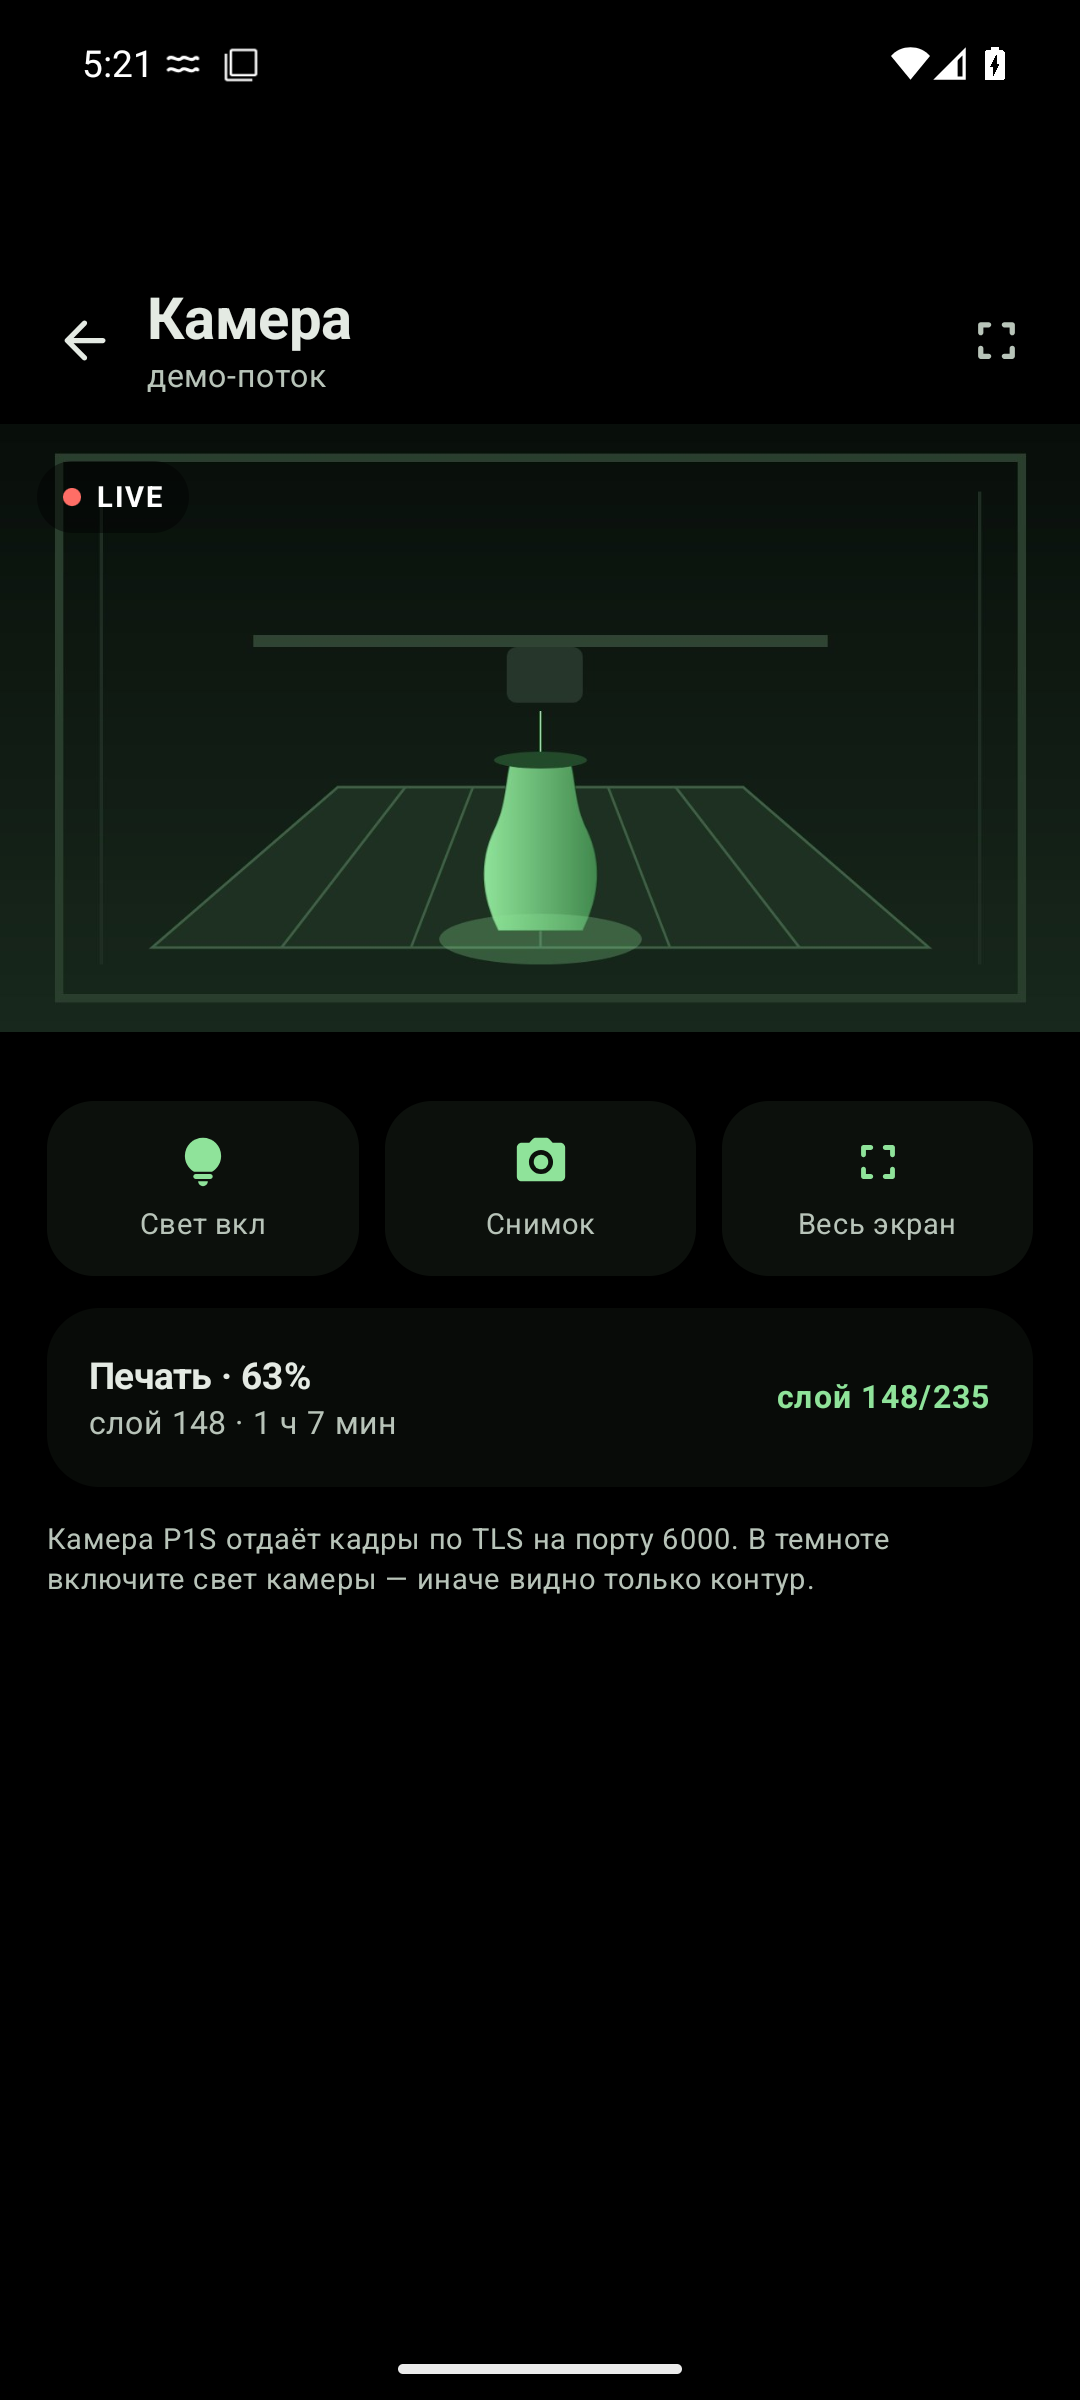 5:21
Камера
демо-поток
LIVE
Свет вкл
Снимок
Весь экран
Печать · 63%
слой 148 · 1 ч 7 мин
слой 148/235
Камера P1S отдаёт кадры по TLS на порту 6000. В темноте
включите свет камеры — иначе видно только контур.